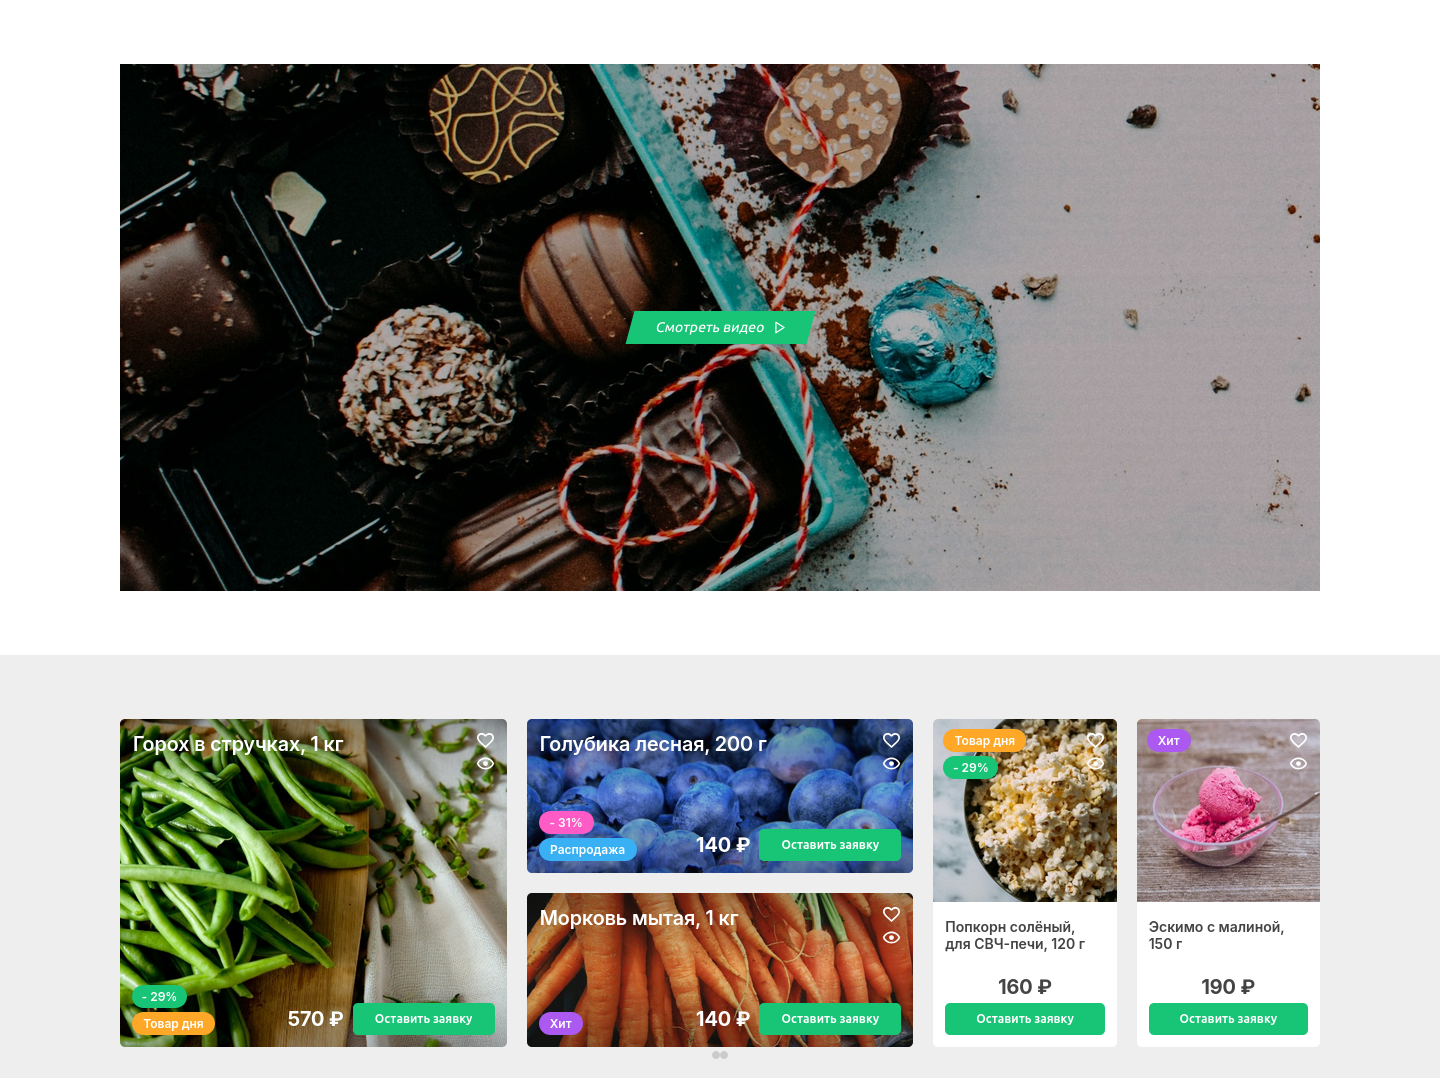 Смотреть видео
Горох в стручках, 1 кг
- 29%
Товар дня
570 ₽
Оставить заявку
Голубика лесная, 200 г
- 31%
Распродажа
140 ₽
Оставить заявку
Морковь мытая, 1 кг
Хит
140 ₽
Оставить заявку
Товар дня
- 29%
Попкорн солёный,
для СВЧ-печи, 120 г
160 ₽
Оставить заявку
Хит
Эскимо с малиной,
150 г
190 ₽
Оставить заявку